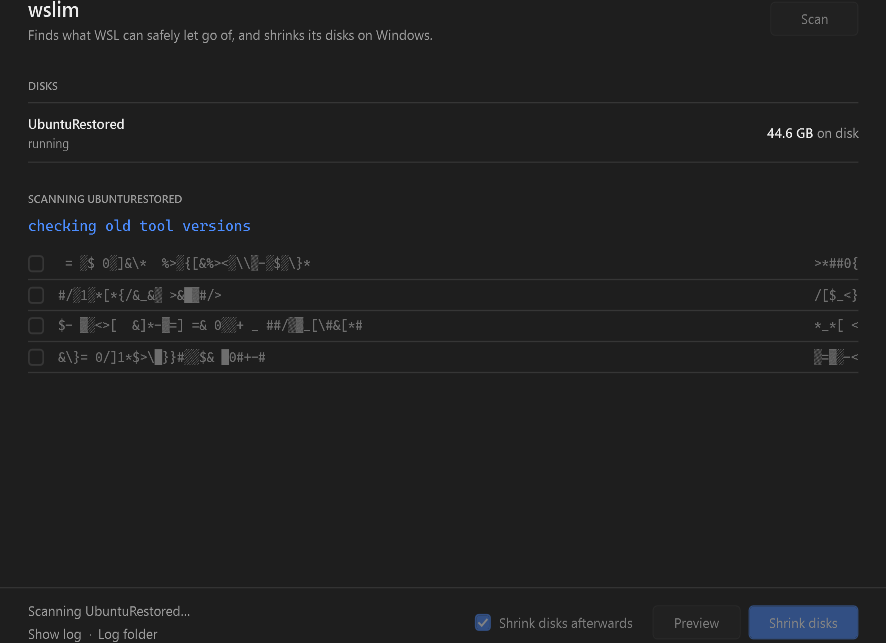 wslim
Scan
Finds what WSL can safely let go of, and shrinks its disks on Windows.
DISKS
UbuntuRestored
running
44.6 GB on disk
SCANNING UBUNTURESTORED
checking old tool versions
Scanning UbuntuRestored...
Show log · Log folder
Shrink disks afterwards
Preview
Shrink disks